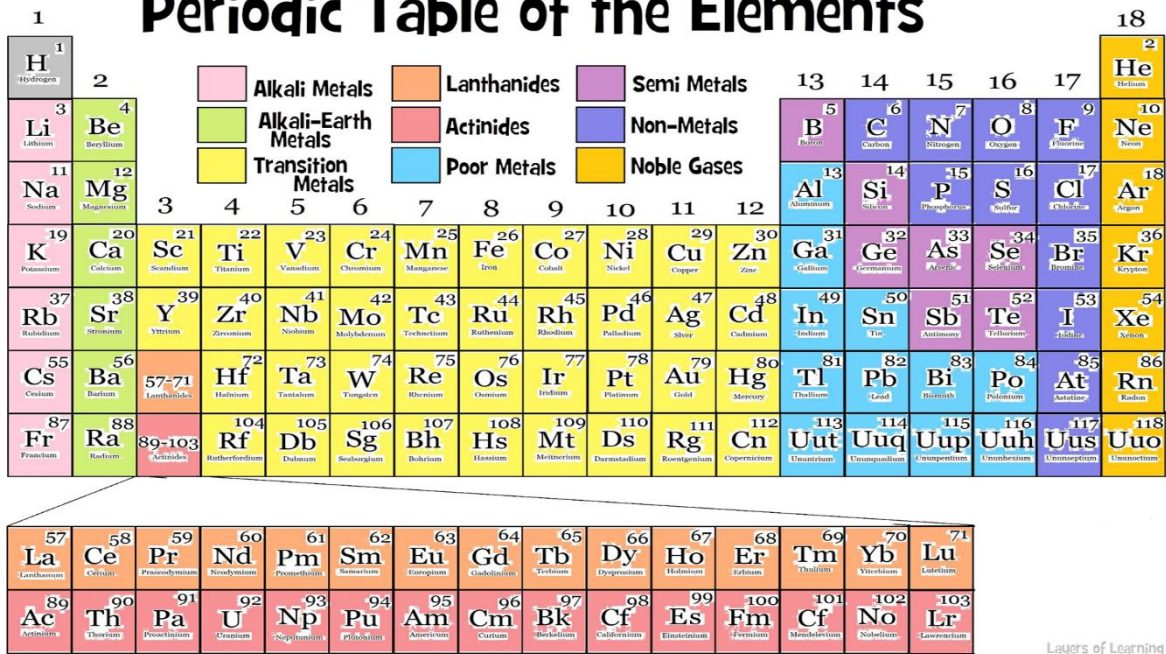 Periodic Table of the Elements
1 18
1 2
H He
Hydrogen Helium
2 13 14 15 16 17
Alkali Metals Lanthanides Semi Metals
Alkali-Earth Actinides Non-Metals
Metals
Transition Poor Metals Noble Gases
Metals
3 4 5 6 7 8 9 10
Li Be B C N O F Ne
Lithium Beryllium Boron Carbon Nitrogen Oxygen Fluorine Neon
11 12 13 14 15 16 17 18
Na Mg Al Si P S Cl Ar
Sodium Magnesium Aluminum Silicon Phosphorus Sulfur Chlorine Argon
3 4 5 6 7 8 9 10 11 12
19 20 21 22 23 24 25 26 27 28 29 30 31 32 33 34 35 36
K Ca Sc Ti V Cr Mn Fe Co Ni Cu Zn Ga Ge As Se Br Kr
Potassium Calcium Scandium Titanium Vanadium Chromium Manganese Iron Cobalt Nickel Copper Zinc Gallium Germanium Arsenic Selenium Bromine Krypton
37 38 39 40 41 42 43 44 45 46 47 48 49 50 51 52 53 54
Rb Sr Y Zr Nb Mo Tc Ru Rh Pd Ag Cd In Sn Sb Te I Xe
Rubidium Stronium Yttrium Zirconium Niobium Molybdenum Technetium Ruthenium Rhodium Palladium Slver Cadmium Indium Tin Antimony Tellurium Iodine Xenon
55 56 72 73 74 75 76 77 78 79 80 81 82 83 84 85 86
Cs Ba 57-71 Hf Ta W Re Os Ir Pt Au Hg Tl Pb Bi Po At Rn
Cesium Barium Lanthanides Hafnium Tantalum Tungsten Rhenium Osmium Iridium Platinum Gold Mercury Thallium Lead Bismuth Polonium Astatine Radon
87 88 104 105 106 107 108 109 110 111 112 113 114 115 116 117 118
Fr Ra 89-103 Rf Db Sg Bh Hs Mt Ds Rg Cn Uut Uuq Uup Uuh Uus Uuo
Francium Radium Actinides Rutherfordium Dubnum Seuborgium Bohrium Hassium Meitnerium Darmstadium Roentgenium Copernicium Ununtrium Ununquadium Ununpentium Ununhexium Ununseptium Ununoctium
57 58 59 60 61 62 63 64 65 66 67 68 69 70 71
La Ce Pr Nd Pm Sm Eu Gd Tb Dy Ho Er Tm Yb Lu
Lanthanum Cerium Praseodymium Neodymium Promethium Samarium Europium Gadolinium Terbium Dysprosium Holmium Erbium Thulium Ytterbium Lutetium
89 90 91 92 93 94 95 96 97 98 99 100 101 102 103
Ac Th Pa U Np Pu Am Cm Bk Cf Es Fm Cf No Lr
Actinium Thorium Proactinium Uranium Neptunium Plutonium Americum Curium Berkelium Californium Einsteinium Fermium Mendelevium Nobelium Lawrencium
Layers of Learning